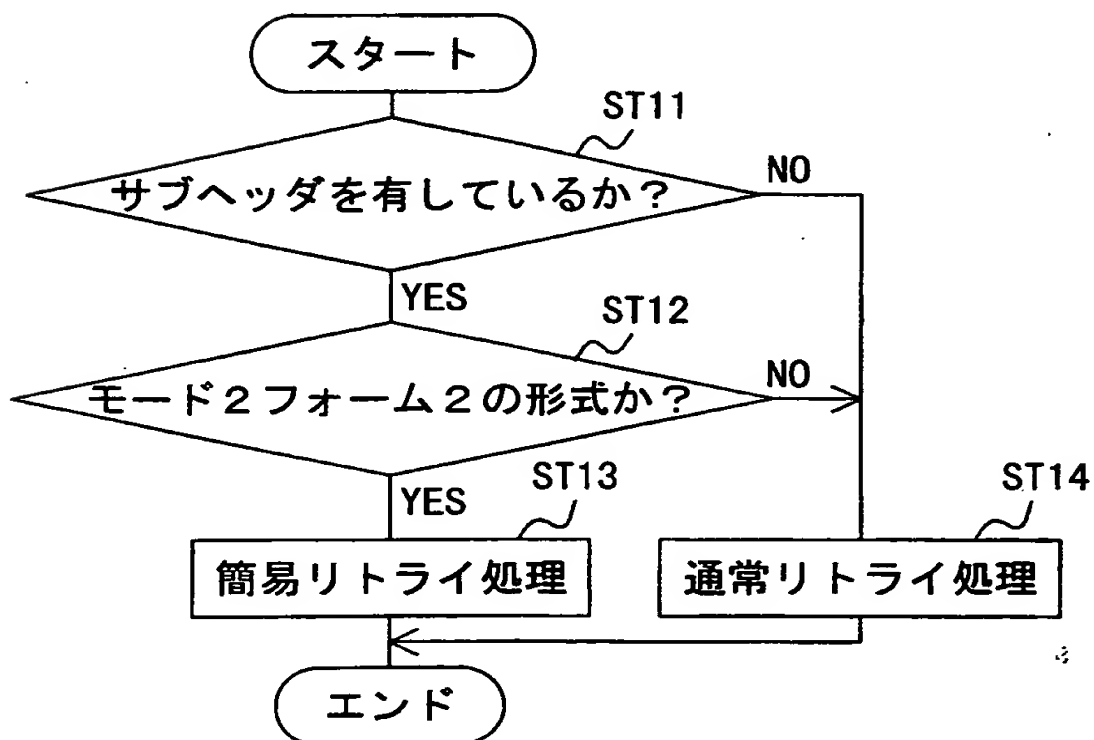 スタート
ST11
サブヘッダを有しているか?
NO
YES
ST12
モード2フォーム2の形式か?
NO
YES
ST13
ST14
簡易リトライ処理
通常リトライ処理
エンド